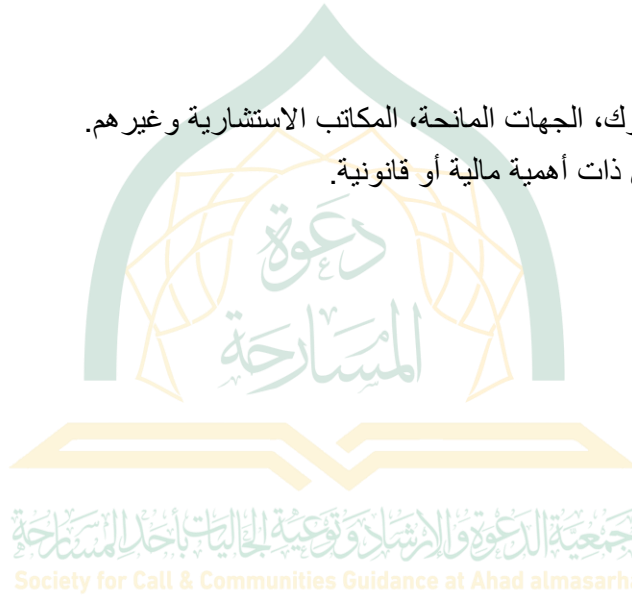 الجهات المانحة، المكاتب الاستشارية وغيرهم.
ذات أهمية مالية أو قانونية.
دعوة
المسارحة
جمعية الدعوة والإرشاد وتوعية الجاليات بأحد المسارحة
Society for Call & Communities Guidance at Ahad almasarha